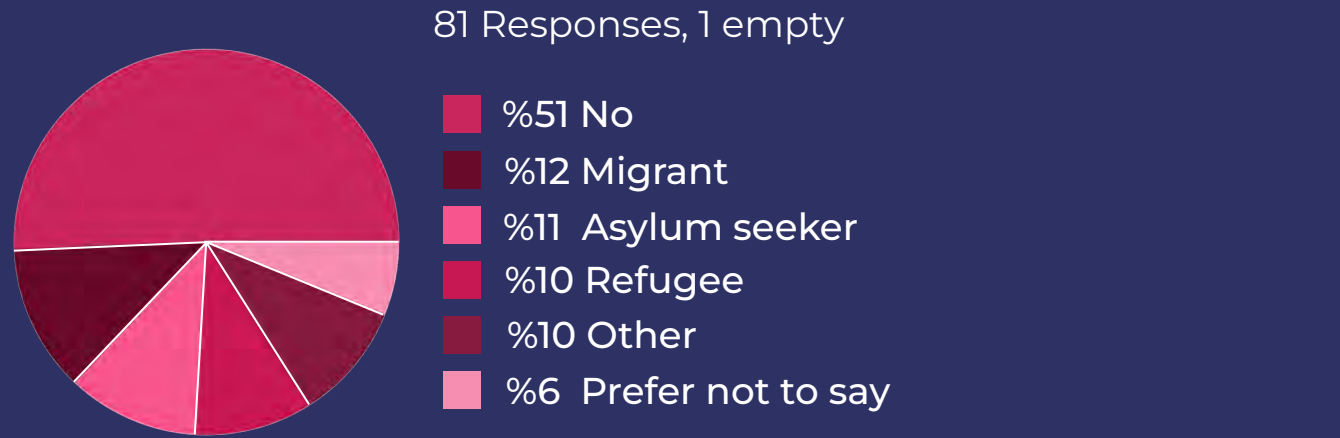 81 Responses, 1 empty
%51 No
%12 Migrant
%11 Asylum seeker
%10 Refugee
%10 Other
%6 Prefer not to say